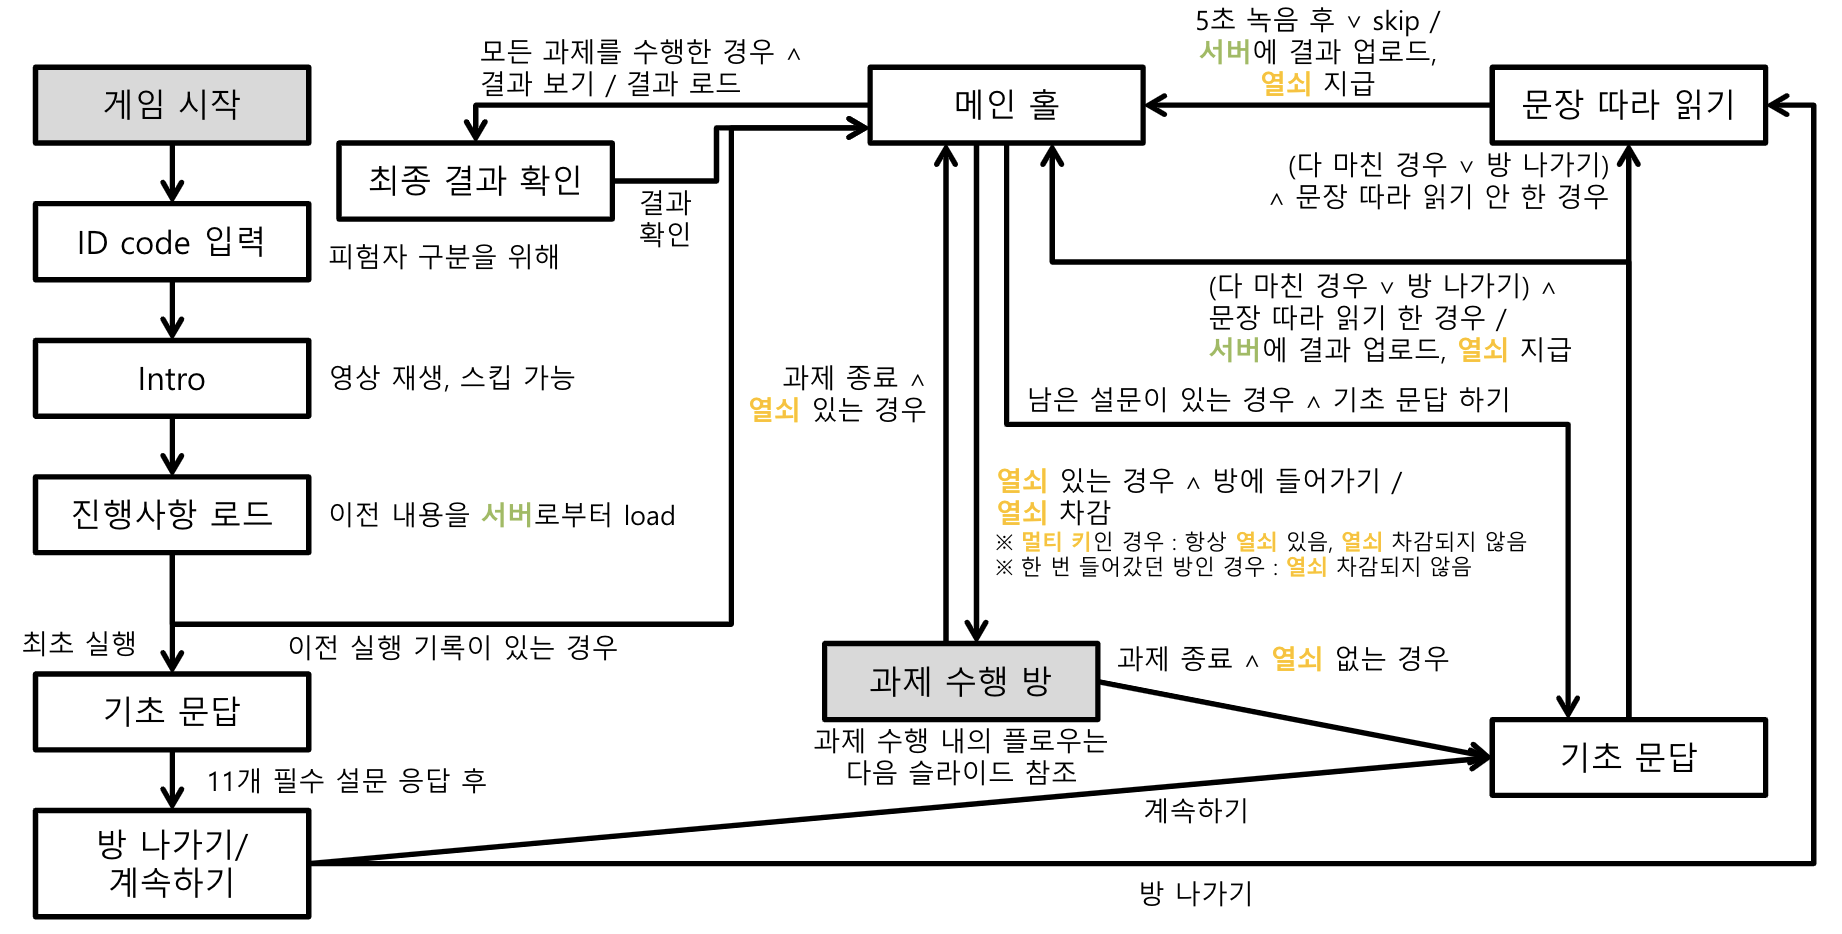 게임 시작
ID code 입력
피험자 구분을 위해
Intro
영상 재생, 스킵 가능
진행사항 로드
이전 내용을 서버로부터 load
최초 실행
이전 실행 기록이 있는 경우
기초 문답
11개 필수 설문 응답 후
방 나가기/
계속하기
모든 과제를 수행한 경우 ∧
결과 보기 / 결과 로드
최종 결과 확인
결과
확인
메인 홀
5초 녹음 후 ∨ skip /
서버에 결과 업로드,
열쇠 지급
문장 따라 읽기
(다 마친 경우 ∨ 방 나가기)
∧ 문장 따라 읽기 안 한 경우
(다 마친 경우 ∨ 방 나가기) ∧
문장 따라 읽기 한 경우 /
서버에 결과 업로드, 열쇠 지급
과제 종료 ∧
열쇠 있는 경우
남은 설문이 있는 경우 ∧ 기초 문답 하기
열쇠 있는 경우 ∧ 방에 들어가기 /
열쇠 차감
※ 멀티 키인 경우 : 항상 열쇠 있음, 열쇠 차감되지 않음
※ 한 번 들어갔던 방인 경우 : 열쇠 차감되지 않음
과제 수행 방
과제 종료 ∧ 열쇠 없는 경우
과제 수행 내의 플로우는
다음 슬라이드 참조
기초 문답
계속하기
방 나가기